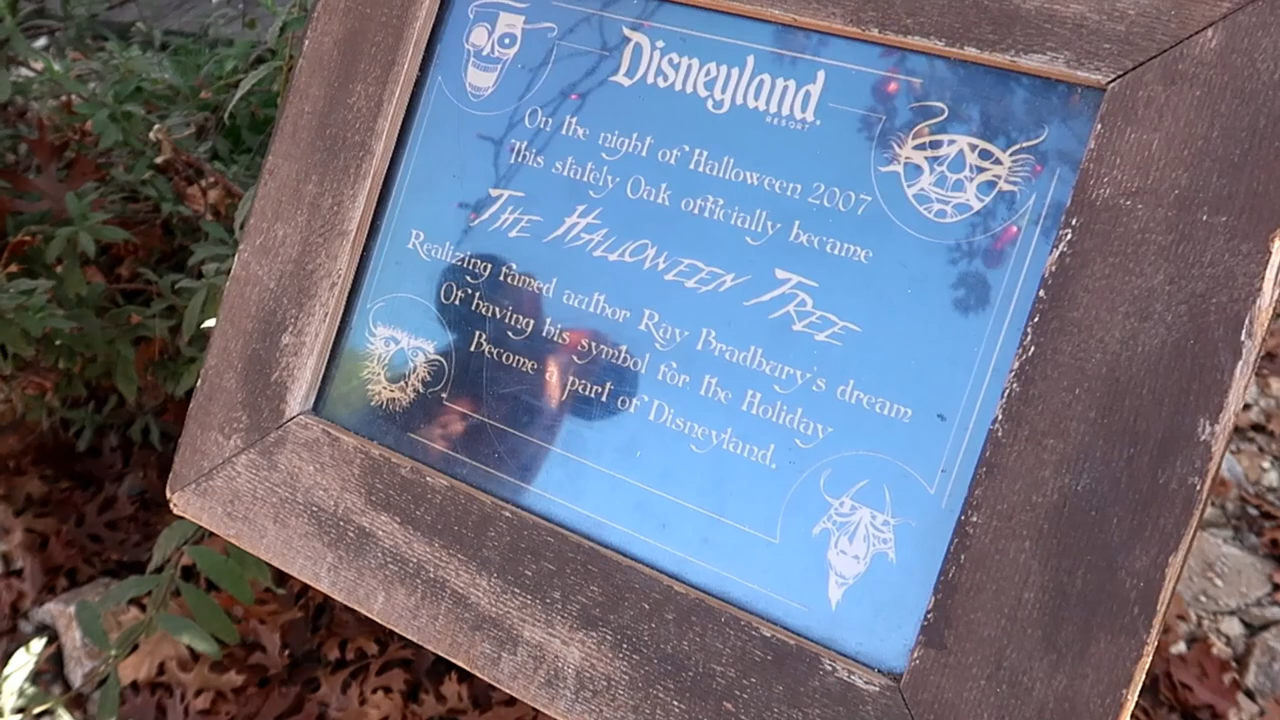 Disneyland
RESORT
On the night of Halloween 2007
This stately Oak officially became
THE HALLOWEEN TREE
Realizing famed author Ray Bradbury's dream
Of having his symbol for the Holiday
Become a part of Disneyland.